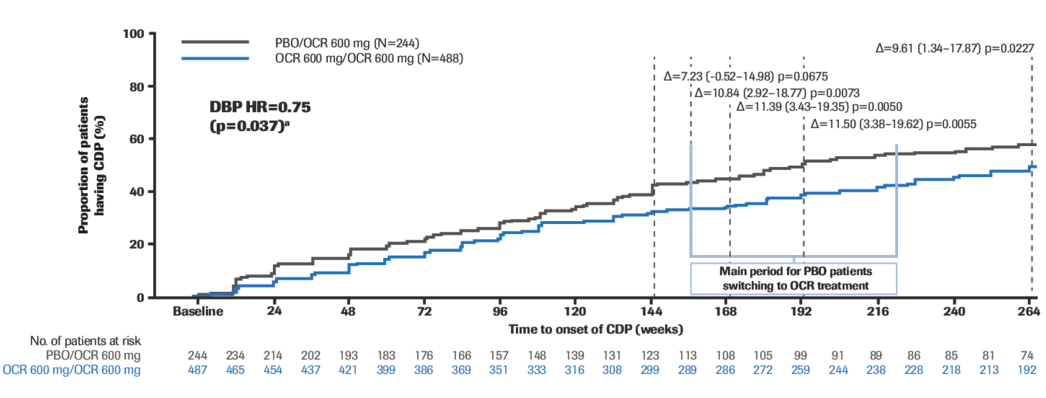 100
80
60
40
20
0
Proportion of patients
having CDP (%)
PBO/OCR 600 mg (N=244)
OCR 600 mg/OCR 600 mg (N=488)
DBP HR=0.75
(p=0.037)ᵃ
Δ=9.61 (1.34–17.87) p=0.0227
Δ=7.23 (-0.52–14.98) p=0.0675
Δ=10.84 (2.92–18.77) p=0.0073
Δ=11.39 (3.43–19.35) p=0.0050
Δ=11.50 (3.38–19.62) p=0.0055
Main period for PBO patients
switching to OCR treatment
Baseline 24 48 72 96 120 144 168 192 216 240 264
Time to onset of CDP (weeks)
No. of patients at risk
PBO/OCR 600 mg 244 234 214 202 193 183 176 166 157 148 139 131 123 113 108 105 99 91 89 86 85 81 74
OCR 600 mg/OCR 600 mg 487 465 454 437 421 399 386 369 351 333 316 308 299 289 286 272 259 244 238 228 218 213 192